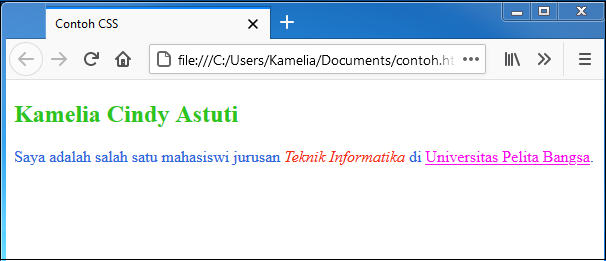 Contoh CSS
file:///C:/Users/Kamelia/Documents/contoh.ht
Kamelia Cindy Astuti
Saya adalah salah satu mahasiswi jurusan Teknik Informatika di Universitas Pelita Bangsa.